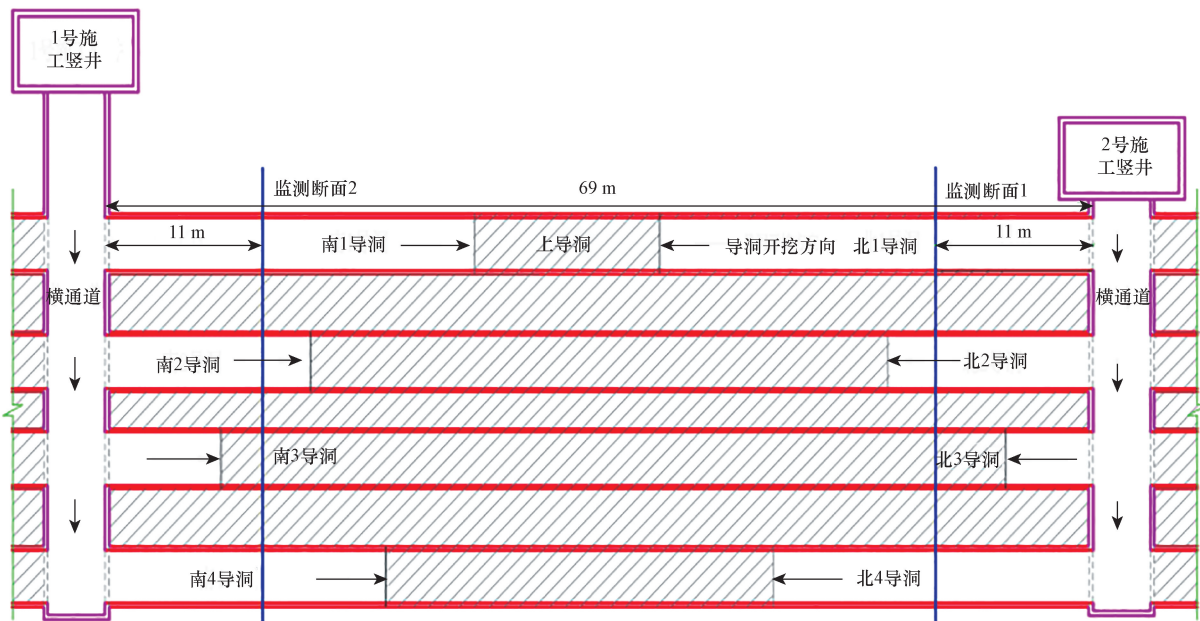 1号施
工竖井
2号施
工竖井
监测断面2
69 m
监测断面1
11 m
南1导洞
上导洞
导洞开挖方向
北1导洞
11 m
横通道
横通道
南2导洞
北2导洞
南3导洞
北3导洞
南4导洞
北4导洞